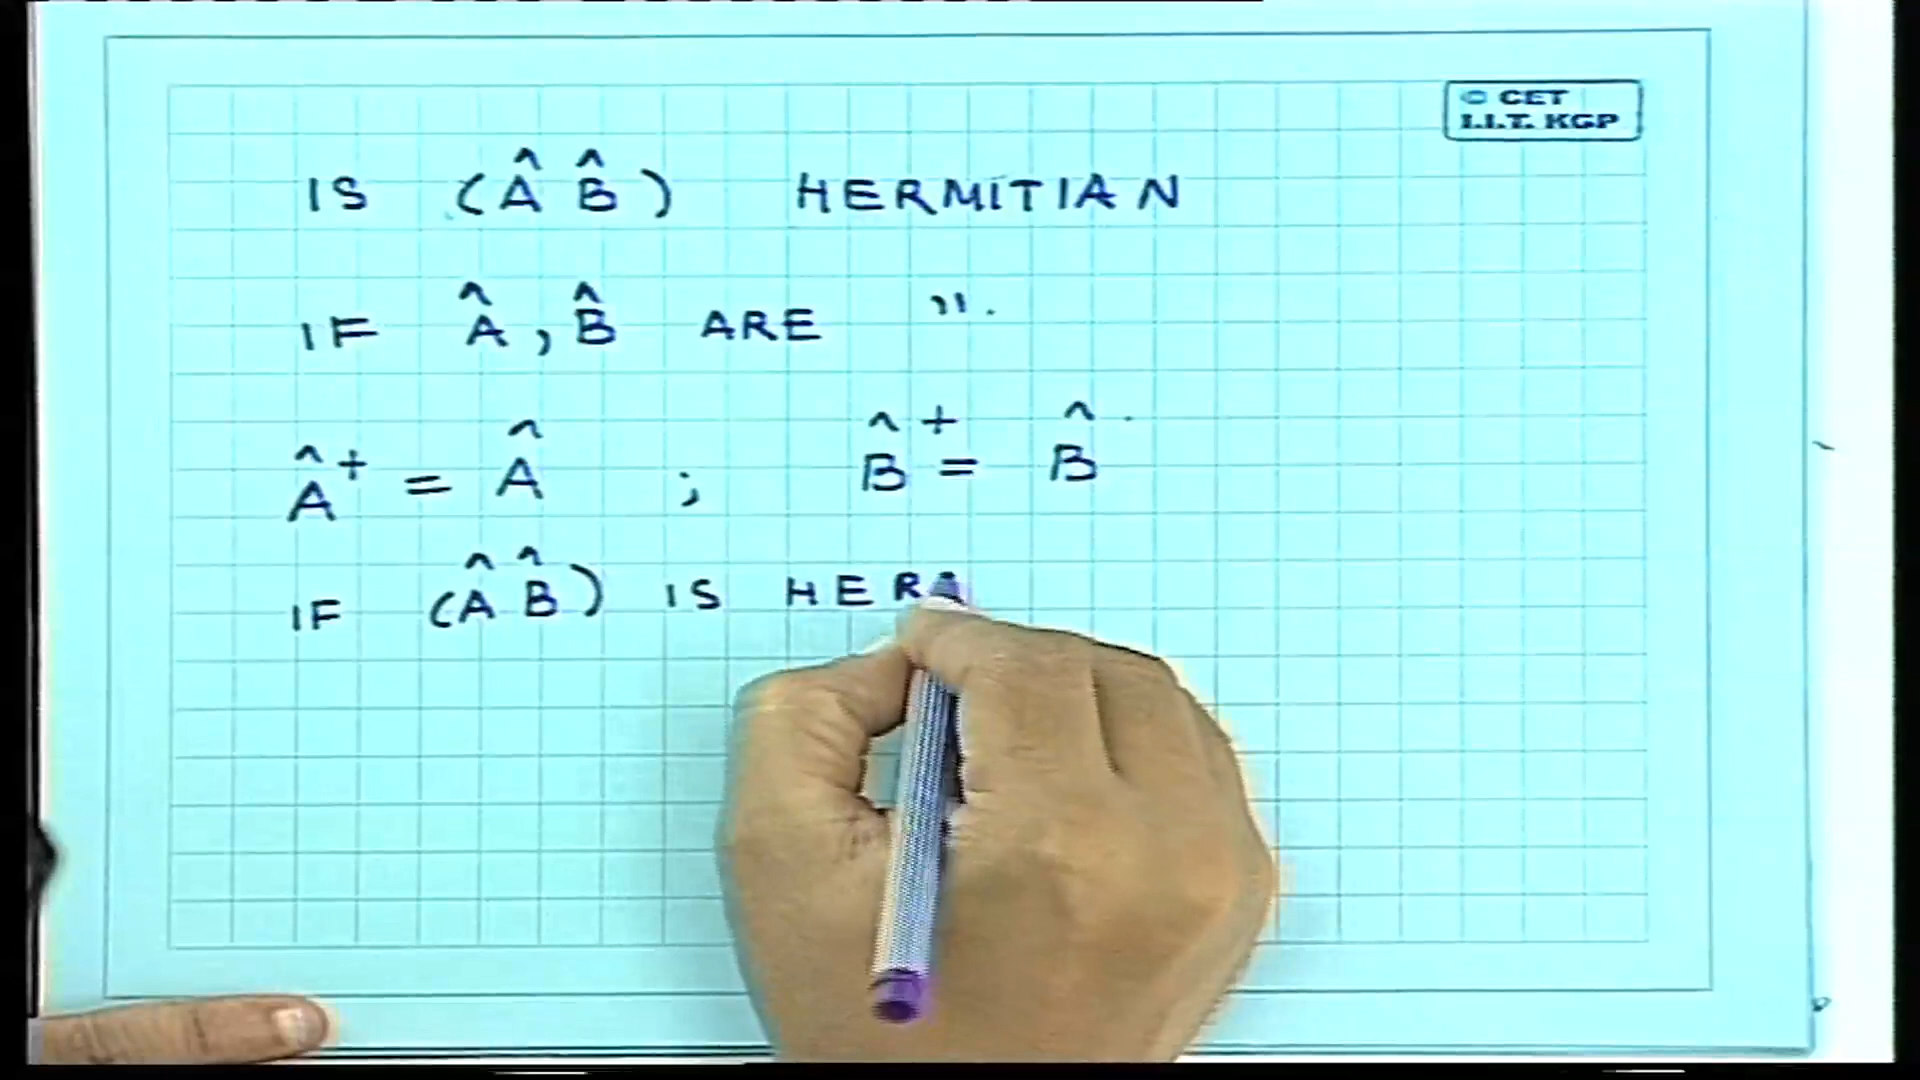 © CET
I.I.T. KGP
IS (Â B̂) HERMITIAN
IF Â, B̂ ARE ".
Â⁺ = Â ; B̂⁺ = B̂
IF (Â B̂) IS HER